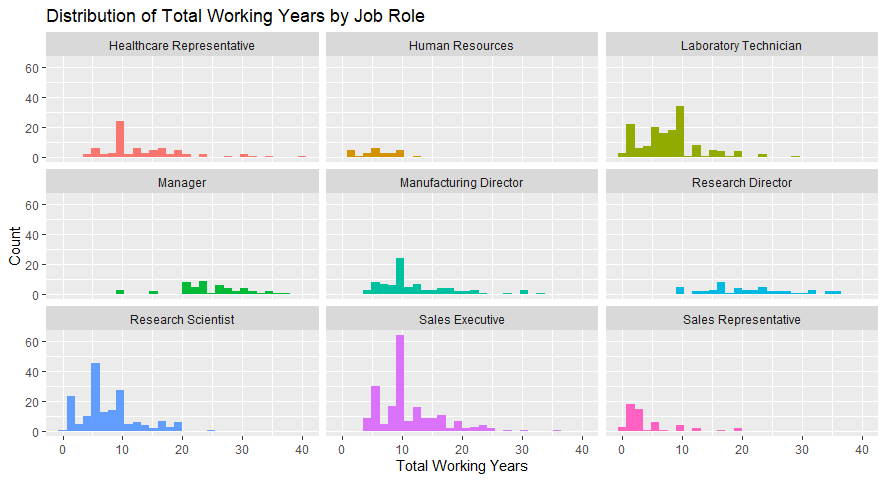 Distribution of Total Working Years by Job Role
Healthcare Representative
Human Resources
Laboratory Technician
60
40
20
0
Manager
Manufacturing Director
Research Director
60
40
20
0
Count
Research Scientist
Sales Executive
Sales Representative
60
40
20
0
0 10 20 30 40
0 10 20 30 40
0 10 20 30 40
Total Working Years